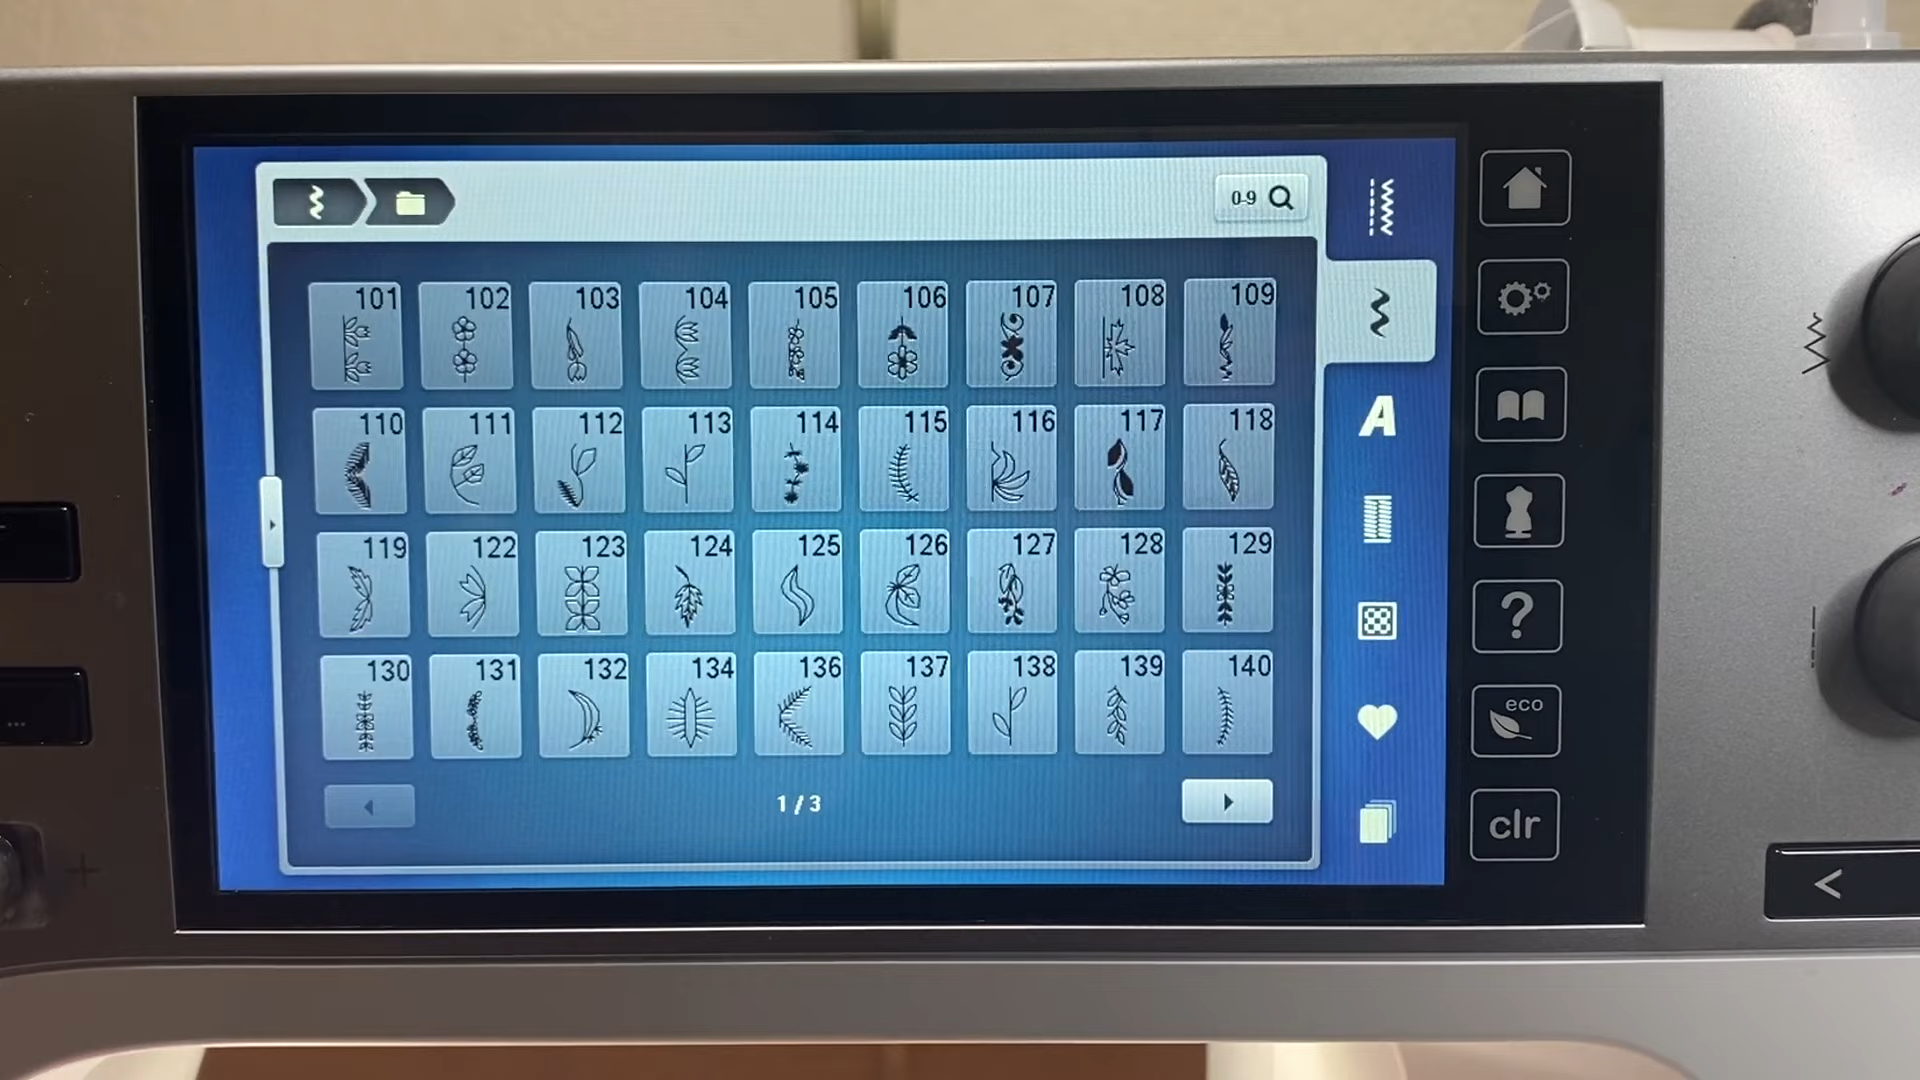 0-9
101 102 103 104 105 106 107 108 109
110 111 112 113 114 115 116 117 118
119 122 123 124 125 126 127 128 129
130 131 132 134 136 137 138 139 140
1 / 3
A
?
eco
clr